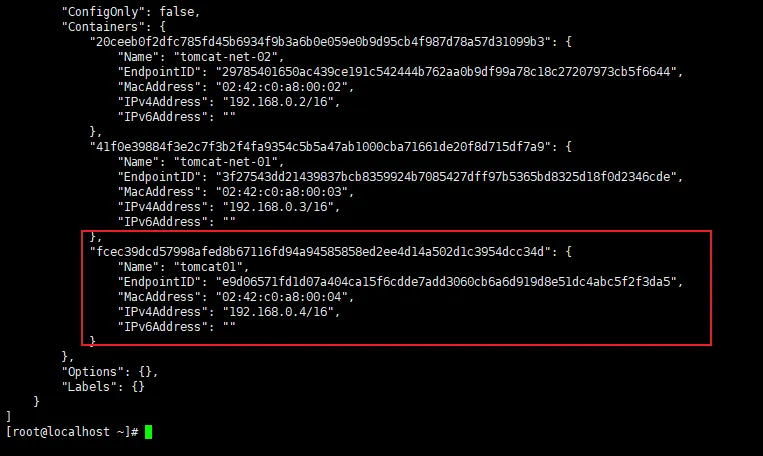 "ConfigOnly": false,
"Containers": {
"20ceeb0f2dfc785fd45b6934f9b3a6b0e059e0b9d95cb4f987d78a57d31099b3": {
"Name": "tomcat-net-02",
"EndpointID": "29785401650ac439ce191c542444b762aa0b9df99a78c18c27207973cb5f6644",
"MacAddress": "02:42:c0:a8:00:02",
"IPv4Address": "192.168.0.2/16",
"IPv6Address": ""
},
"41f0e39884f3e2c7f3b2f4fa9354c5b5a47ab1000cba71661de20f8d715df7a9": {
"Name": "tomcat-net-01",
"EndpointID": "3f27543dd21439837bcb8359924b7085427dff97b5365bd8325d18f0d2346cde",
"MacAddress": "02:42:c0:a8:00:03",
"IPv4Address": "192.168.0.3/16",
"IPv6Address": ""
},
"fcec39dcd57998afed8b67116fd94a94585858ed2ee4d14a502d1c3954dcc34d": {
"Name": "tomcat01",
"EndpointID": "e9d06571fd1d07a404ca15f6cdde7add3060cb6a6d919d8e51dc4abc5f2f3da5",
"MacAddress": "02:42:c0:a8:00:04",
"IPv4Address": "192.168.0.4/16",
"IPv6Address": ""
}
},
"Options": {},
"Labels": {}
}
]
[root@localhost ~]#